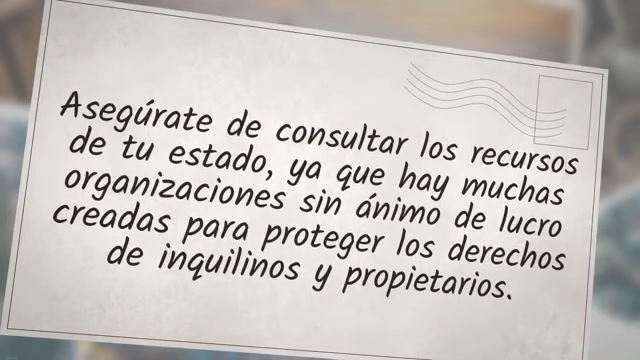 Asegúrate de consultar los recursos
de tu estado, ya que hay muchas
organizaciones sin ánimo de lucro
creadas para proteger los derechos
de inquilinos y propietarios.